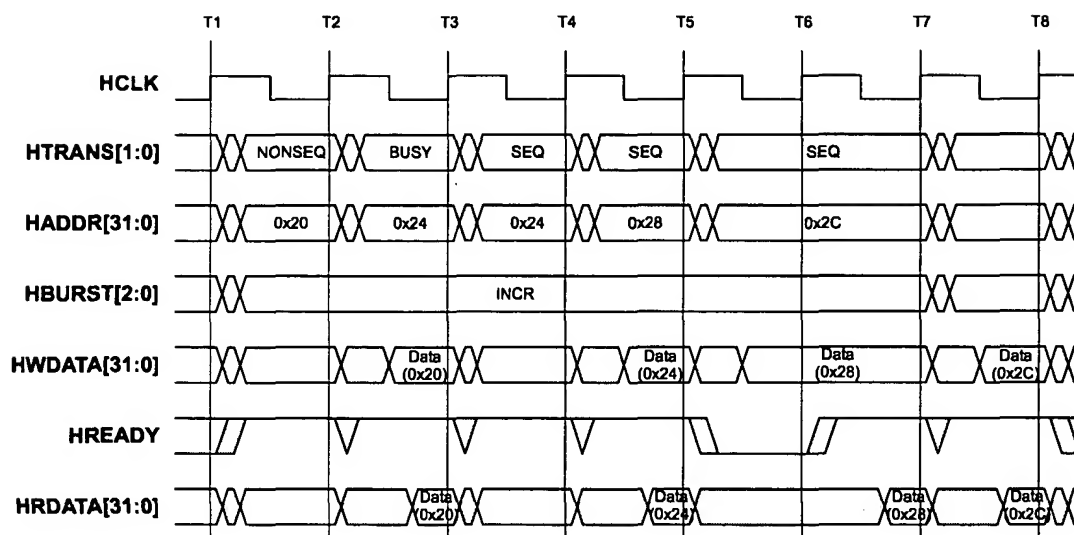 T1 T2 T3 T4 T5 T6 T7 T8
HCLK
HTRANS[1:0] NONSEQ BUSY SEQ SEQ SEQ
HADDR[31:0] 0x20 0x24 0x24 0x28 0x2C
HBURST[2:0] INCR
HWDATA[31:0] Data (0x20) Data (0x24) Data (0x28) Data (0x2C)
HREADY
HRDATA[31:0] Data (0x20) Data (0x24) Data (0x28) Data (0x2C)